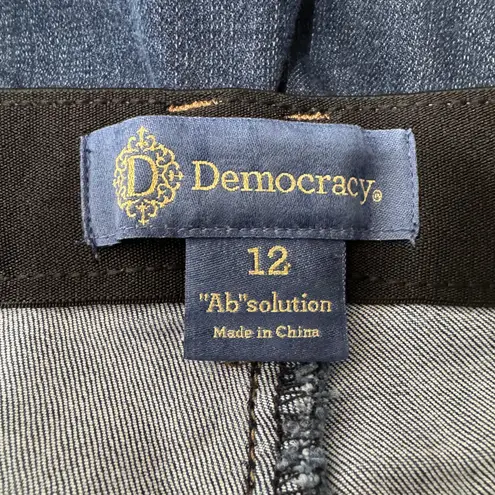 D Democracy®
12
"Ab"solution
Made in China